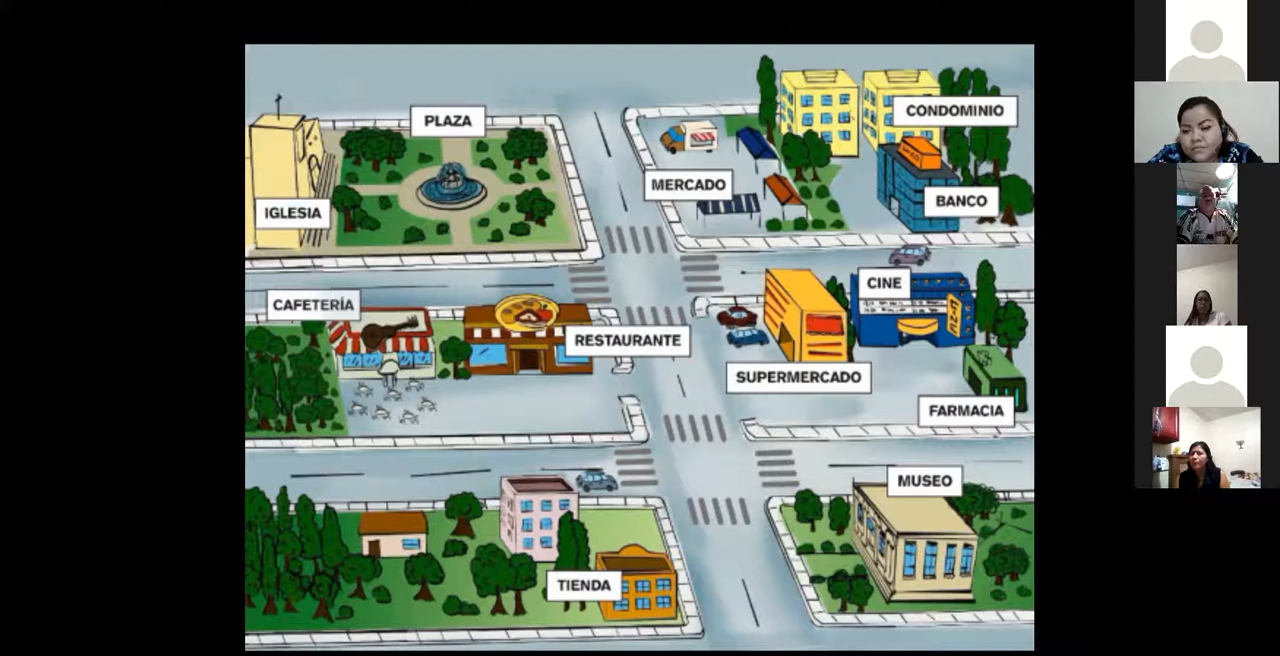 PLAZA
CONDOMINIO
MERCADO
IGLESIA
BANCO
CINE
CAFETERÍA
RESTAURANTE
SUPERMERCADO
FARMACIA
MUSEO
TIENDA